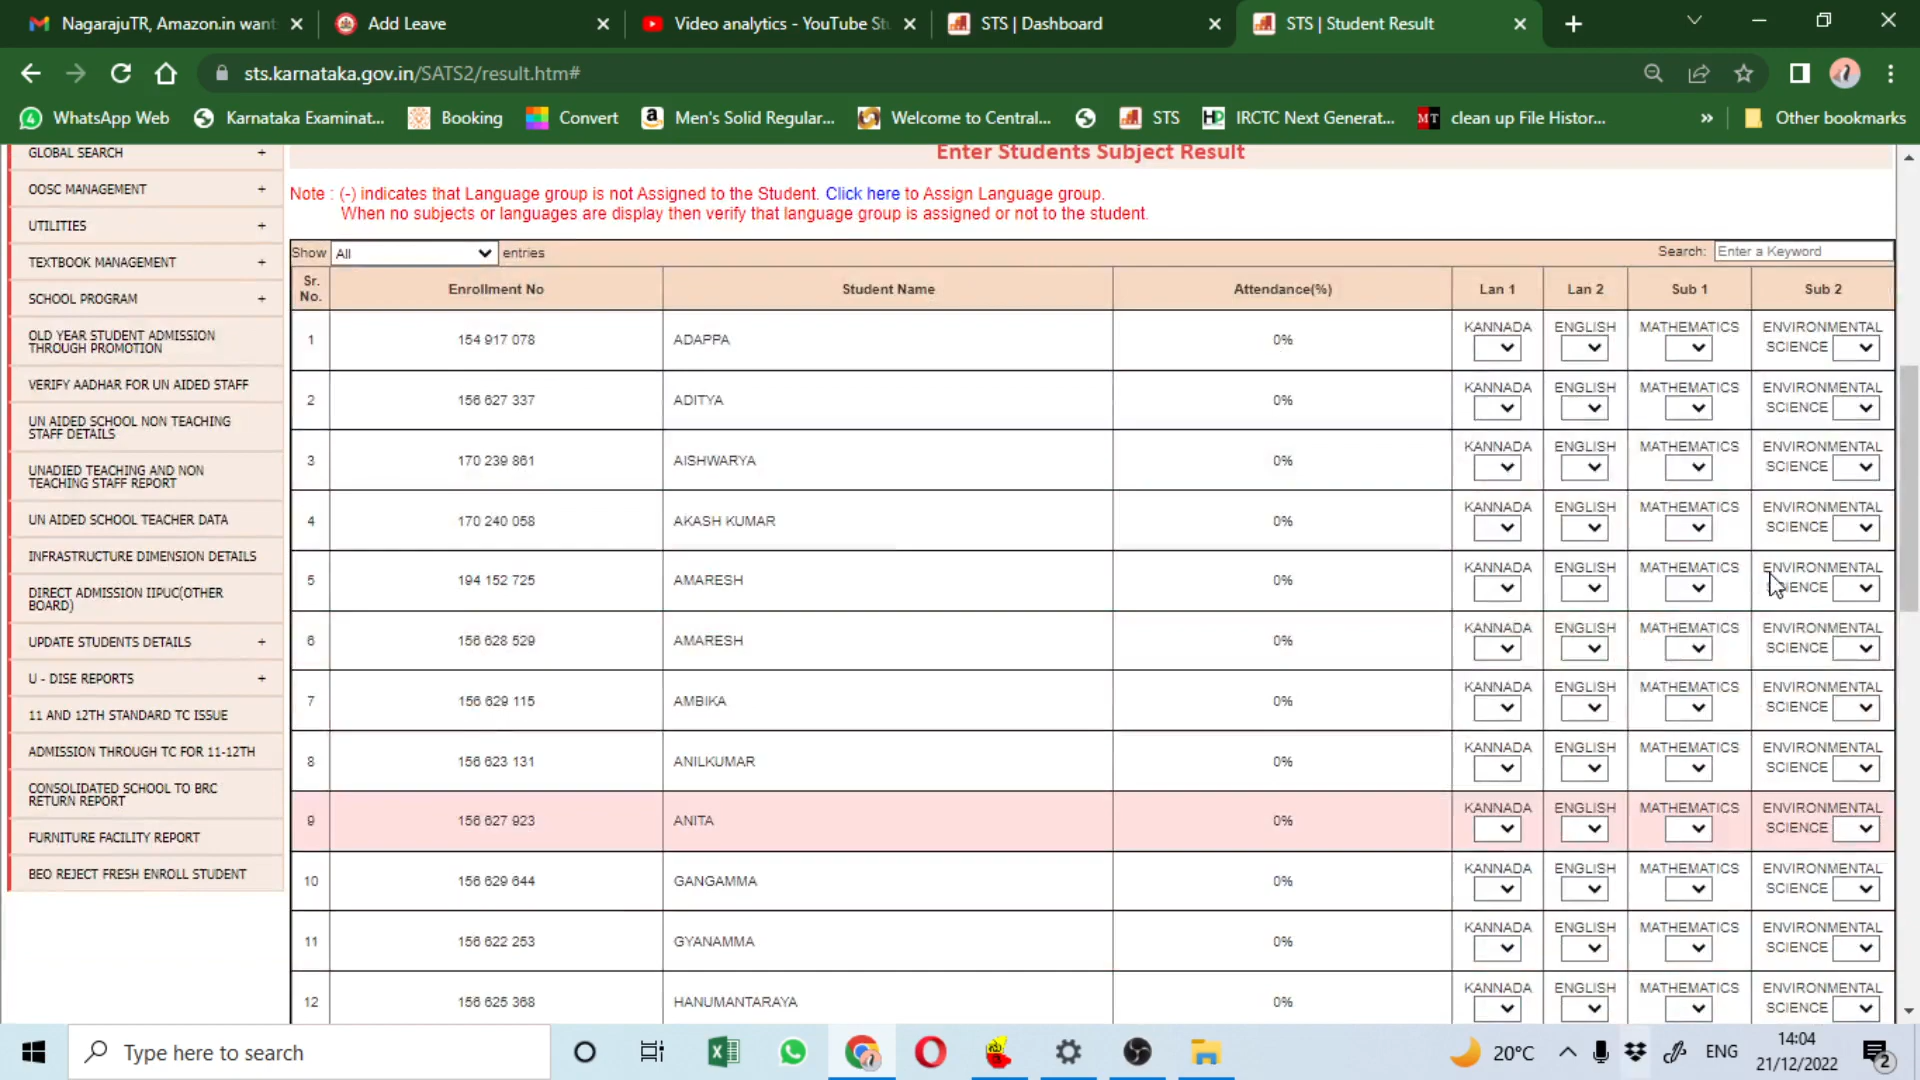 NagarajuTR, Amazon.in want
Add Leave
Video analytics - YouTube Stu
STS | Dashboard
STS | Student Result
sts.karnataka.gov.in/SATS2/result.htm#
WhatsApp Web
Karnataka Examinat...
Booking
Convert
Men's Solid Regular...
Welcome to Central...
STS
IRCTC Next Generat...
clean up File Histor...
»
Other bookmarks
GLOBAL SEARCH +
OOSC MANAGEMENT +
UTILITIES +
TEXTBOOK MANAGEMENT +
SCHOOL PROGRAM +
OLD YEAR STUDENT ADMISSION
THROUGH PROMOTION
VERIFY AADHAR FOR UN AIDED STAFF
UN AIDED SCHOOL NON TEACHING
STAFF DETAILS
UNADIED TEACHING AND NON
TEACHING STAFF REPORT
UN AIDED SCHOOL TEACHER DATA
INFRASTRUCTURE DIMENSION DETAILS
DIRECT ADMISSION IIPUC(OTHER
BOARD)
UPDATE STUDENTS DETAILS +
U - DISE REPORTS +
11 AND 12TH STANDARD TC ISSUE
ADMISSION THROUGH TC FOR 11-12TH
CONSOLIDATED SCHOOL TO BRC
RETURN REPORT
FURNITURE FACILITY REPORT
BEO REJECT FRESH ENROLL STUDENT
Enter Students Subject Result
Note : (-) indicates that Language group is not Assigned to the Student. Click here to Assign Language group.
When no subjects or languages are display then verify that language group is assigned or not to the student.
Show All entries Search: Enter a Keyword
Sr. No. Enrollment No Student Name Attendance(%) Lan 1 Lan 2 Sub 1 Sub 2
1 154 917 078 ADAPPA 0% KANNADA ENGLISH MATHEMATICS ENVIRONMENTAL SCIENCE
2 156 627 337 ADITYA 0% KANNADA ENGLISH MATHEMATICS ENVIRONMENTAL SCIENCE
3 170 239 861 AISHWARYA 0% KANNADA ENGLISH MATHEMATICS ENVIRONMENTAL SCIENCE
4 170 240 058 AKASH KUMAR 0% KANNADA ENGLISH MATHEMATICS ENVIRONMENTAL SCIENCE
5 194 152 725 AMARESH 0% KANNADA ENGLISH MATHEMATICS ENVIRONMENTAL SCIENCE
6 156 628 529 AMARESH 0% KANNADA ENGLISH MATHEMATICS ENVIRONMENTAL SCIENCE
7 156 629 115 AMBIKA 0% KANNADA ENGLISH MATHEMATICS ENVIRONMENTAL SCIENCE
8 156 623 131 ANILKUMAR 0% KANNADA ENGLISH MATHEMATICS ENVIRONMENTAL SCIENCE
9 156 627 923 ANITA 0% KANNADA ENGLISH MATHEMATICS ENVIRONMENTAL SCIENCE
10 156 629 644 GANGAMMA 0% KANNADA ENGLISH MATHEMATICS ENVIRONMENTAL SCIENCE
11 156 622 253 GYANAMMA 0% KANNADA ENGLISH MATHEMATICS ENVIRONMENTAL SCIENCE
12 156 625 368 HANUMANTARAYA 0% KANNADA ENGLISH MATHEMATICS ENVIRONMENTAL SCIENCE
Type here to search
20°C
ENG
14:04
21/12/2022
2